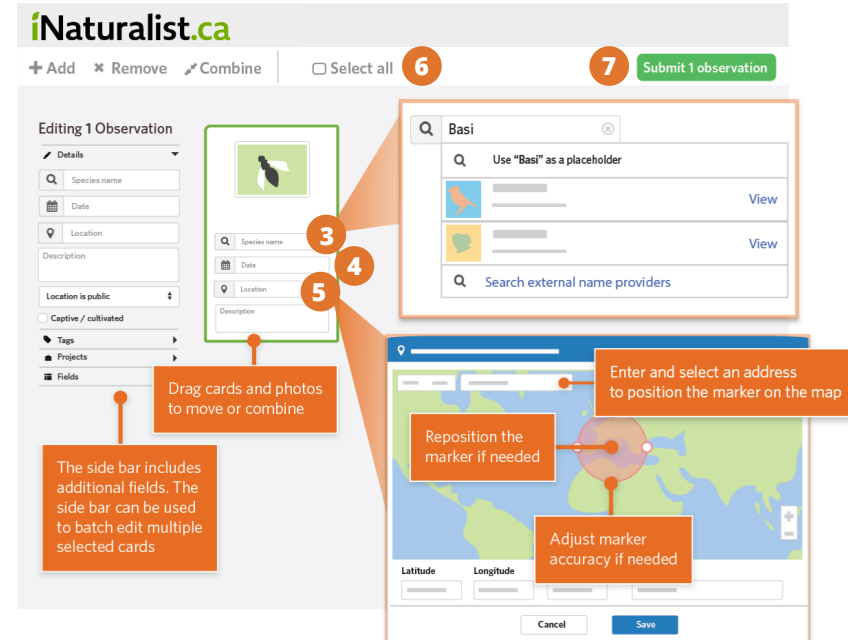 iNaturalist.ca
Add Remove Combine Select all 6 7 Submit 1 observation
Editing 1 Observation
Details
Species name
Date
Location
Description
Location is public
Captive / cultivated
Tags
Projects
Fields
Species name 3
Date 4
Location 5
Description
Basi
Use “Basi” as a placeholder
View
View
Search external name providers
Drag cards and photos
to move or combine
The side bar includes
additional fields. The
side bar can be used
to batch edit multiple
selected cards
Enter and select an address
to position the marker on the map
Reposition the
marker if needed
Adjust marker
accuracy if needed
Latitude Longitude
Cancel Save